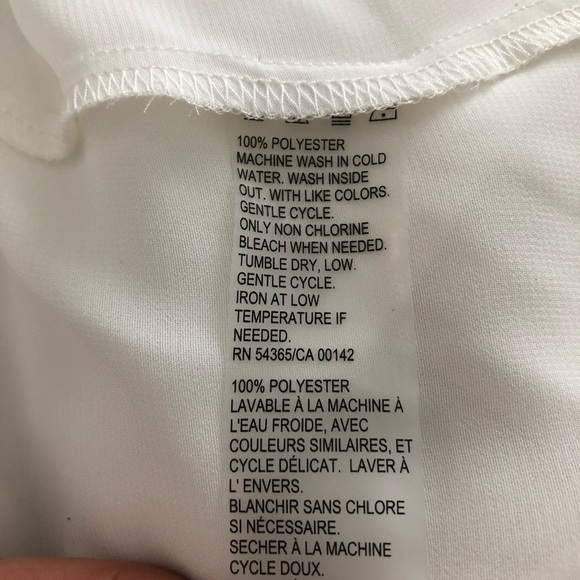 100% POLYESTER
MACHINE WASH IN COLD
WATER. WASH INSIDE
OUT. WITH LIKE COLORS.
GENTLE CYCLE.
ONLY NON CHLORINE
BLEACH WHEN NEEDED.
TUMBLE DRY, LOW.
GENTLE CYCLE.
IRON AT LOW
TEMPERATURE IF
NEEDED.
RN 54365/CA 00142
100% POLYESTER
LAVABLE À LA MACHINE À
L'EAU FROIDE, AVEC
COULEURS SIMILAIRES, ET
CYCLE DÉLICAT. LAVER À
L' ENVERS.
BLANCHIR SANS CHLORE
SI NÉCESSAIRE.
SECHER À LA MACHINE
CYCLE DOUX.